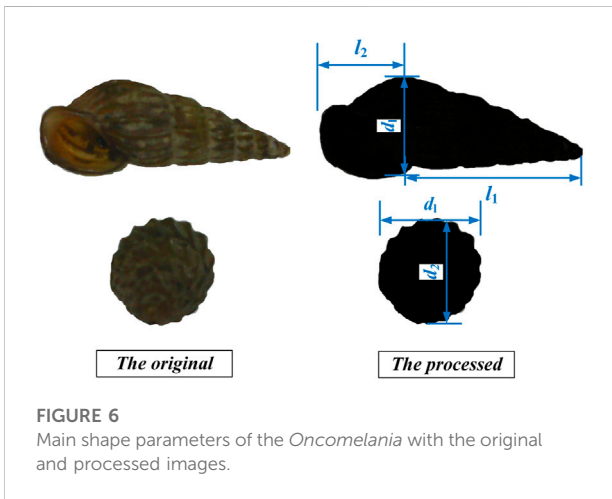 l₂
d₁
l₁
d₁
d₂
The original
The processed
FIGURE 6
Main shape parameters of the Oncomelania with the original
and processed images.